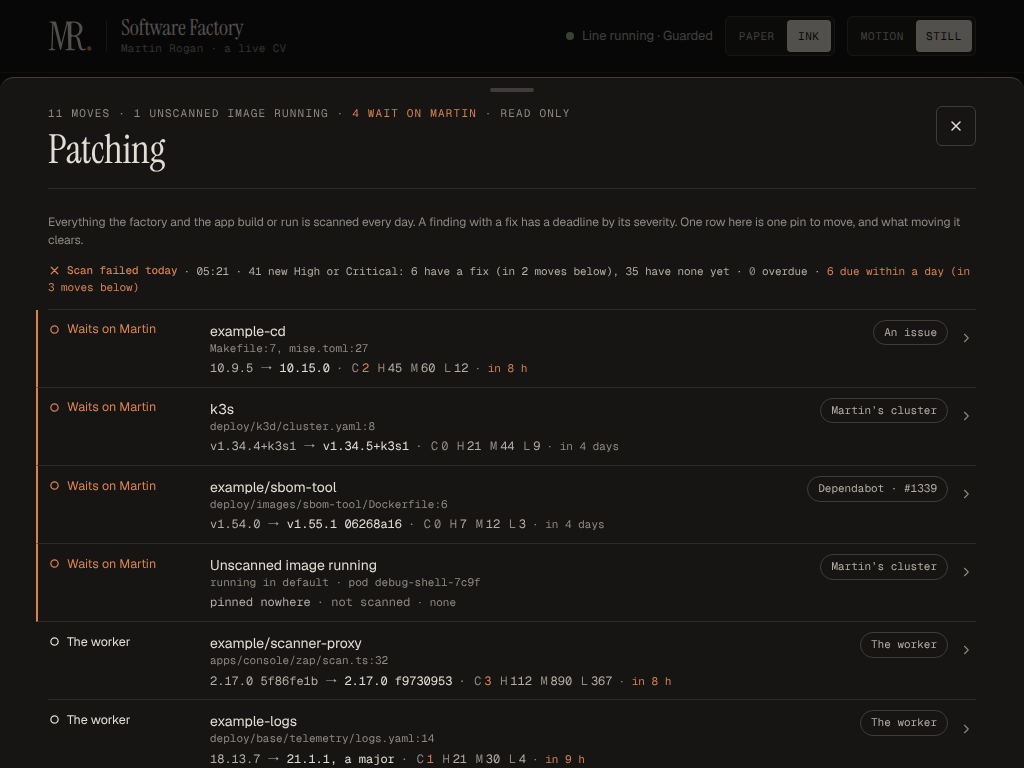 MR.
Software Factory
Martin Rogan · a live CV
Line running · Guarded
PAPER
INK
MOTION
STILL
11 MOVES · 1 UNSCANNED IMAGE RUNNING · 4 WAIT ON MARTIN · READ ONLY
Patching
Everything the factory and the app build or run is scanned every day. A finding with a fix has a deadline by its severity. One row here is one pin to move, and what moving it
clears.
Scan failed today · 05:21 · 41 new High or Critical: 6 have a fix (in 2 moves below), 35 have none yet · 0 overdue · 6 due within a day (in
3 moves below)
Waits on Martin
example-cd
Makefile:7, mise.toml:27
10.9.5 → 10.15.0 · C 2 H 45 M 60 L 12 · in 8 h
An issue
Waits on Martin
k3s
deploy/k3d/cluster.yaml:8
v1.34.4+k3s1 → v1.34.5+k3s1 · C 0 H 21 M 44 L 9 · in 4 days
Martin's cluster
Waits on Martin
example/sbom-tool
deploy/images/sbom-tool/Dockerfile:6
v1.54.0 → v1.55.1 06268a16 · C 0 H 7 M 12 L 3 · in 4 days
Dependabot · #1339
Waits on Martin
Unscanned image running
running in default · pod debug-shell-7c9f
pinned nowhere · not scanned · none
Martin's cluster
The worker
example/scanner-proxy
apps/console/zap/scan.ts:32
2.17.0 5f86fe1b → 2.17.0 f9730953 · C 3 H 112 M 890 L 367 · in 8 h
The worker
The worker
example-logs
deploy/base/telemetry/logs.yaml:14
18.13.7 → 21.1.1, a major · C 1 H 21 M 30 L 4 · in 9 h
The worker